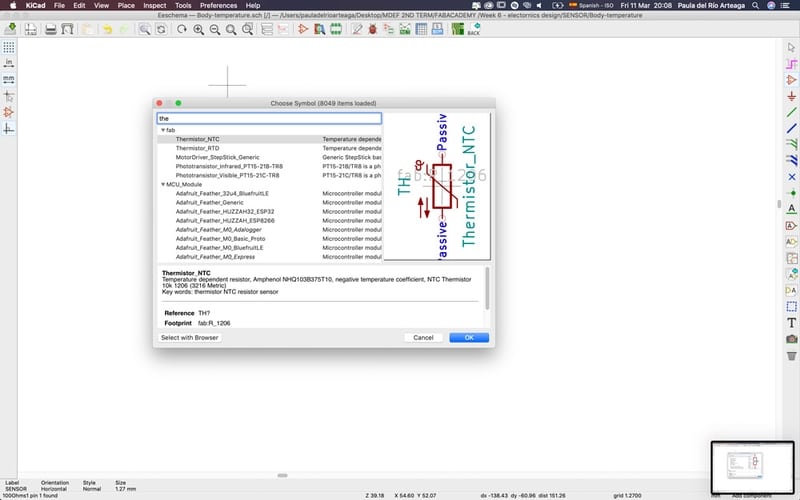 KiCad File Edit View Place Inspect Tools Preferences Help Spanish - ISO Fri 11 Mar 20:08 Paula del Río Arteaga
Eeschema — Body-temperature.sch [/] — /Users/pauladelrioarteaga/Desktop/MDEF 2ND TERM/FABACADEMY /Week 6 - electornics design/SENSOR/Body-temperature
BACK
in
mm
Choose Symbol (8049 items loaded)
the
fab
Thermistor_NTC Temperature depende
Thermistor_RTD Temperature depende
MotorDriver_StepStick_Generic Generic StepStick bas
Phototransistor_Infrared_PT15-21B-TR8 PT15-21B/TR8 is a ph
Phototransistor_Visible_PT15-21C-TR8 PT15-21C/TR8 is a ph
MCU_Module
Adafruit_Feather_32u4_BluefruitLE Microcontroller modul
Adafruit_Feather_Generic Microcontroller modul
Adafruit_Feather_HUZZAH32_ESP32 Microcontroller modul
Adafruit_Feather_HUZZAH_ESP8266 Microcontroller modul
Adafruit_Feather_M0_Adalogger Microcontroller modul
Adafruit_Feather_M0_Basic_Proto Microcontroller modul
Adafruit_Feather_M0_BluefruitLE Microcontroller modul
Adafruit_Feather_M0_Express Microcontroller modul
Passiv
TH
fab:R_1206
Thermistor_NTC
Passive
Thermistor_NTC
Temperature dependent resistor, Amphenol NHQ103B375T10, negative temperature coefficient, NTC Thermistor
10k 1206 (3216 Metric)
Key words: thermistor NTC resistor sensor
Reference TH?
Footprint fab:R_1206
Select with Browser Cancel OK
Label Orientation Style Size
SENSOR Horizontal Normal 1.27 mm
100Ohms1 pin 1 found Z 39.18 X 54.60 Y 52.07 dx -138.43 dy -60.96 dist 151.26 grid 1.2700 mm Add component